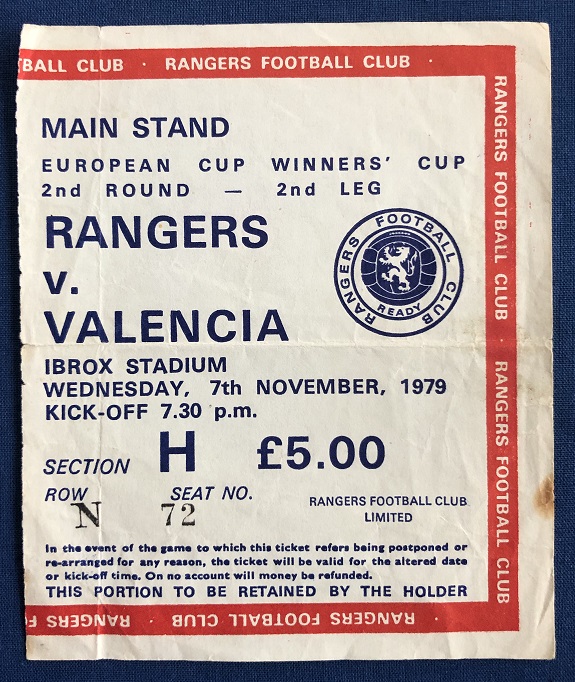 BALL CLUB · RANGERS FOOTBALL CLUB ·
RANGERS FOOTBALL CLUB · RANGERS FOOTBALL CLUB
MAIN STAND
EUROPEAN CUP WINNERS' CUP
2nd ROUND — 2nd LEG
RANGERS
v.
VALENCIA
RANGERS FOOTBALL CLUB
READY
IBROX STADIUM
WEDNESDAY, 7th NOVEMBER, 1979
KICK-OFF 7.30 p.m.
SECTION H £5.00
ROW N SEAT NO. 72
RANGERS FOOTBALL CLUB
LIMITED
In the event of the game to which this ticket refers being postponed or
re-arranged for any reason, the ticket will be valid for the altered date
or kick-off time. On no account will money be refunded.
THIS PORTION TO BE RETAINED BY THE HOLDER
· RANGERS FOOTBALL CLUB · RANGERS F